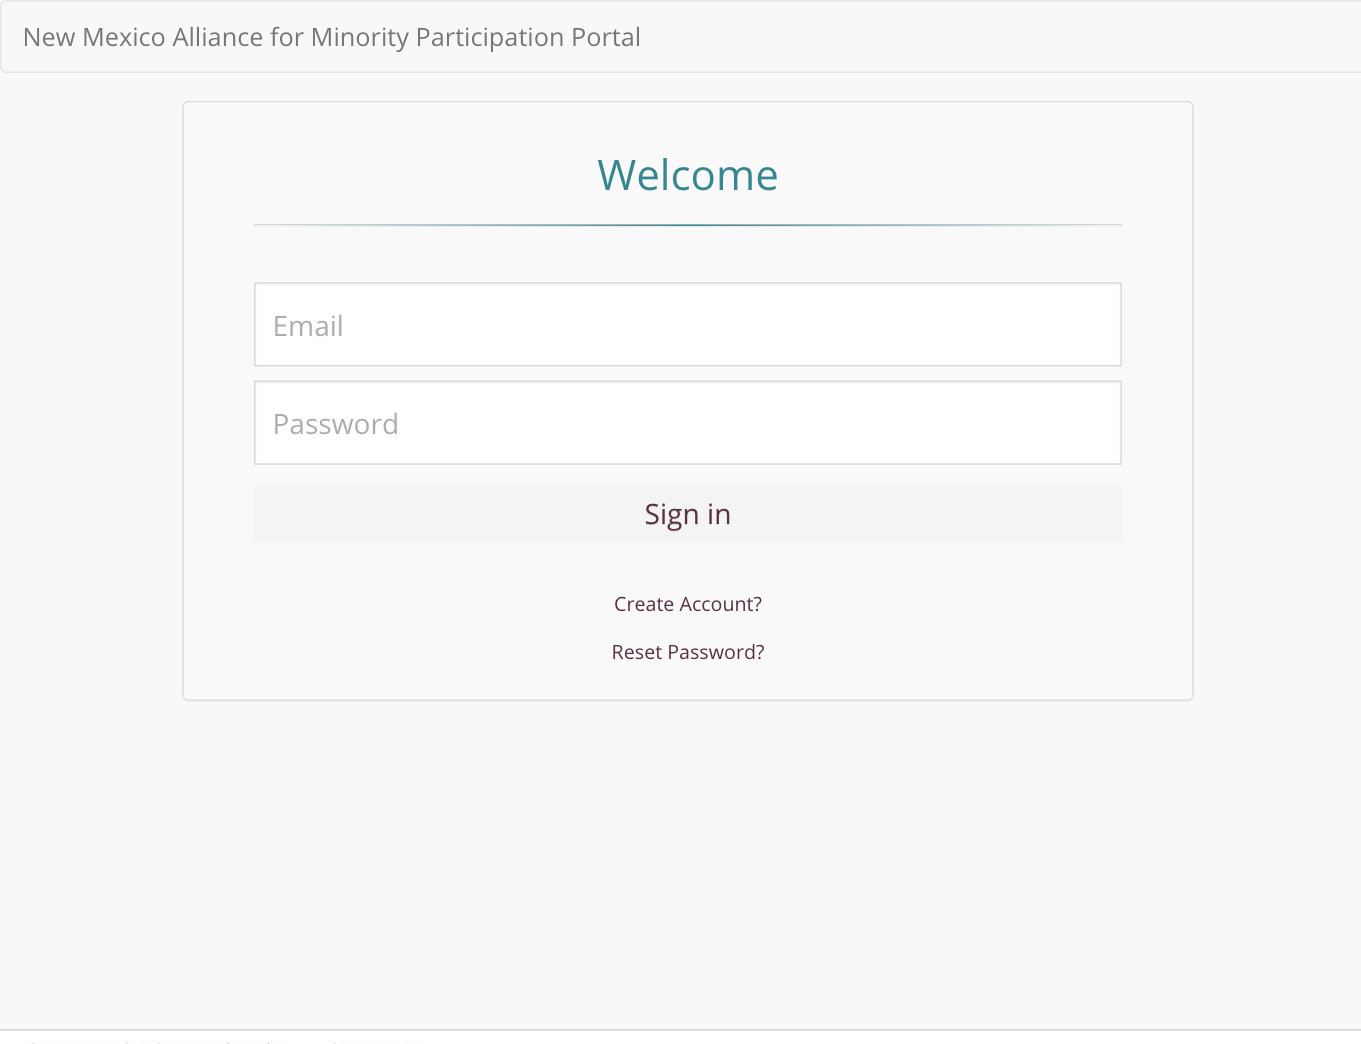 New Mexico Alliance for Minority Participation Portal
Welcome
Email
Password
Sign in
Create Account?
Reset Password?